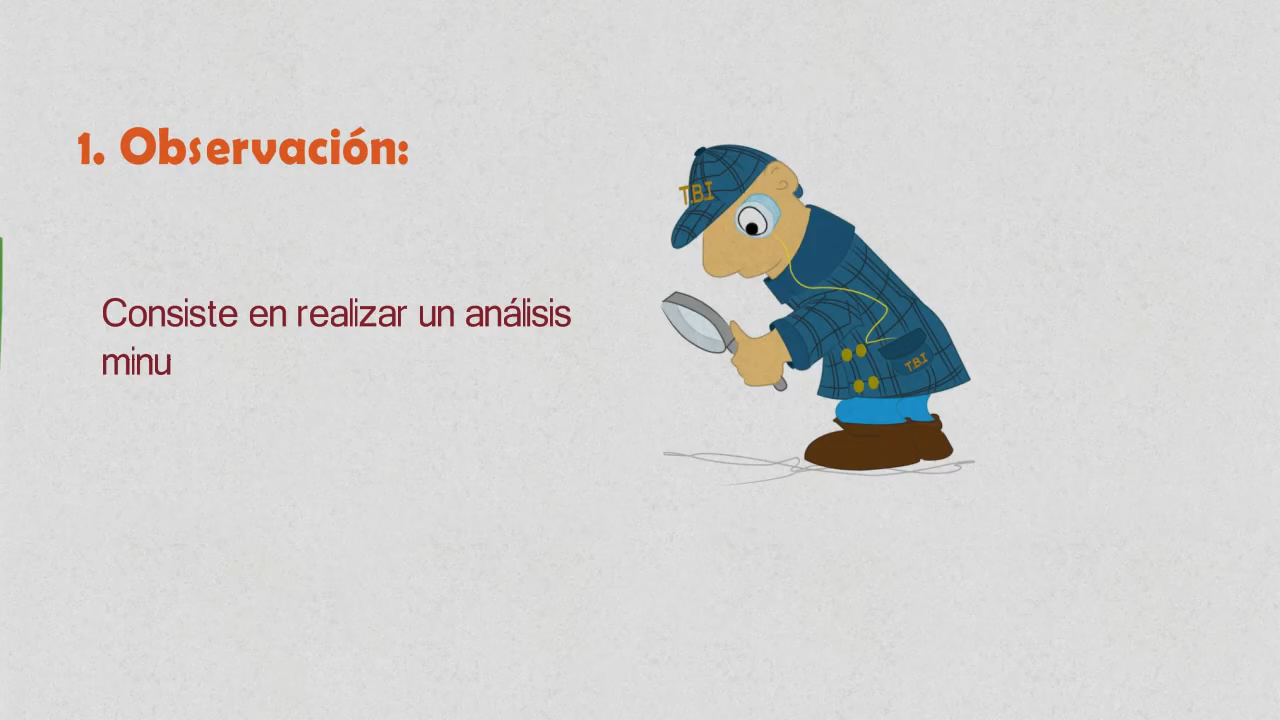 1. Observación:
Consiste en realizar un análisis
minu
T.B.I
T.B.I